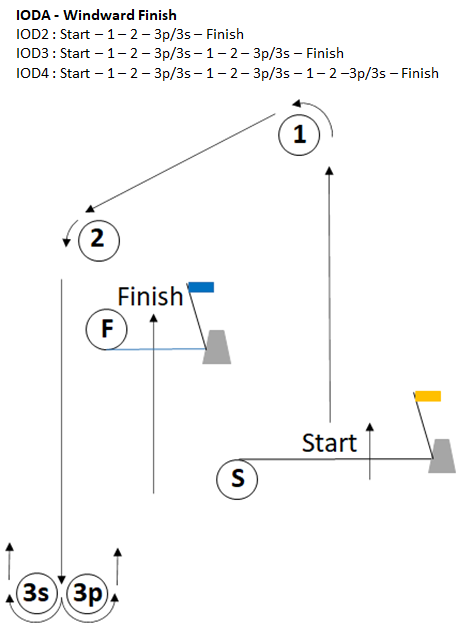 IODA - Windward Finish
IOD2 : Start – 1 – 2 – 3p/3s – Finish
IOD3 : Start – 1 – 2 – 3p/3s – 1 – 2 – 3p/3s – Finish
IOD4 : Start – 1 – 2 – 3p/3s – 1 – 2 – 3p/3s – 1 – 2 –3p/3s – Finish
1
2
Finish
F
Start
S
3s 3p